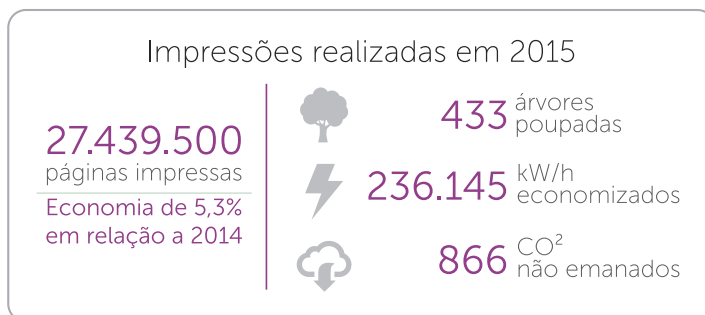 Impressões realizadas em 2015
27.439.500
páginas impressas
Economia de 5,3%
em relação a 2014
433 árvores
poupadas
236.145 kW/h
economizados
866 CO²
não emanados